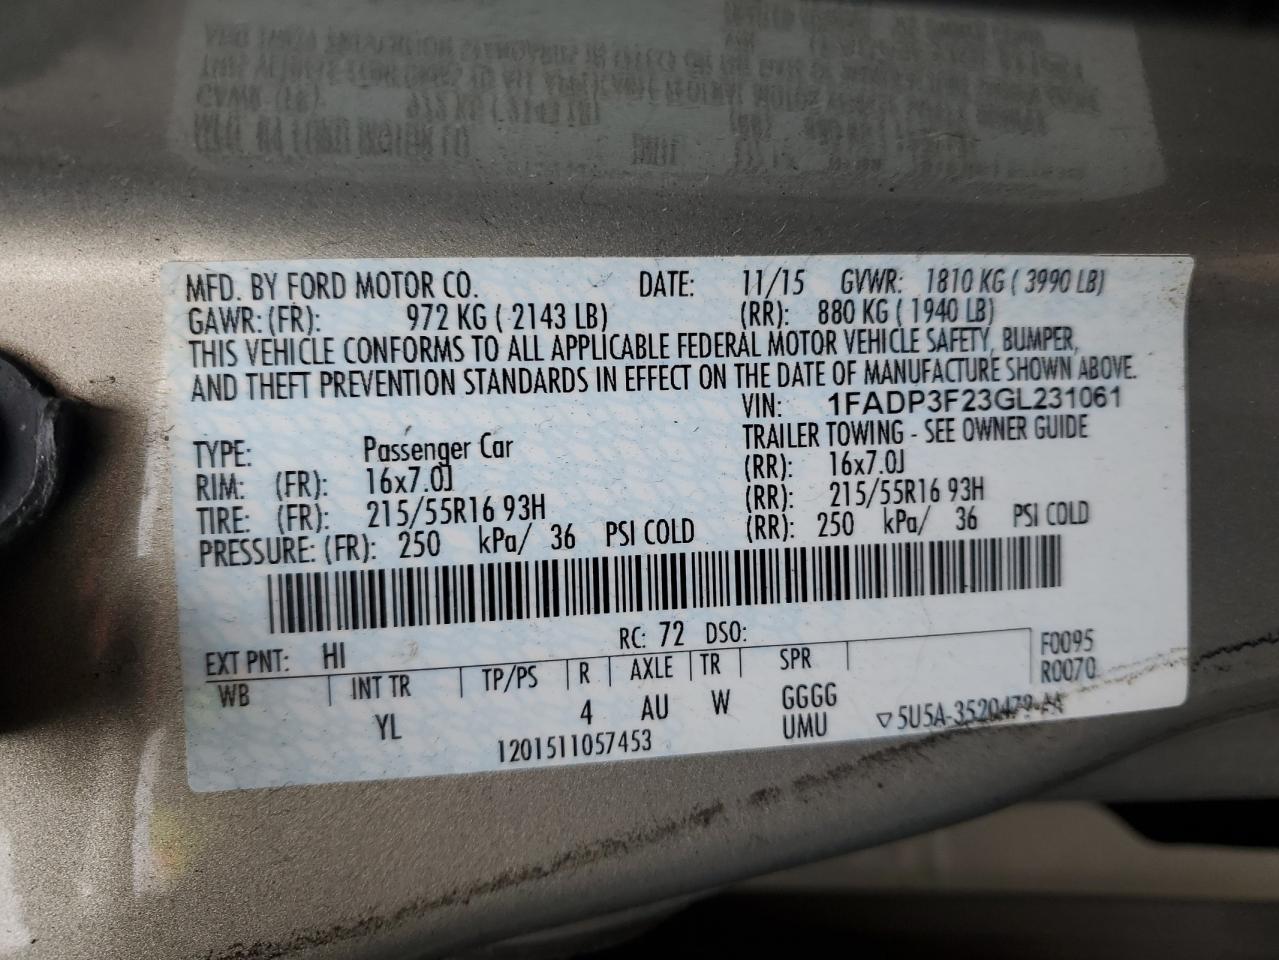 MFD. BY FORD MOTOR CO. DATE: 11/15 GVWR: 1810 KG ( 3990 LB)
GAWR: (FR): 972 KG ( 2143 LB) (RR): 880 KG ( 1940 LB)
THIS VEHICLE CONFORMS TO ALL APPLICABLE FEDERAL MOTOR VEHICLE SAFETY, BUMPER,
AND THEFT PREVENTION STANDARDS IN EFFECT ON THE DATE OF MANUFACTURE SHOWN ABOVE.
VIN: 1FADP3F23GL231061
TYPE: Passenger Car TRAILER TOWING - SEE OWNER GUIDE
RIM: (FR): 16x7.0J (RR): 16x7.0J
TIRE: (FR): 215/55R16 93H (RR): 215/55R16 93H
PRESSURE: (FR): 250 kPa/ 36 PSI COLD (RR): 250 kPa/ 36 PSI COLD
EXT PNT: HI RC: 72 DSO: F0095
WB INT TR TP/PS R AXLE TR SPR R0070
YL 4 AU W GGGG
1201511057453 UMU ▽5U5A-3520472-AA